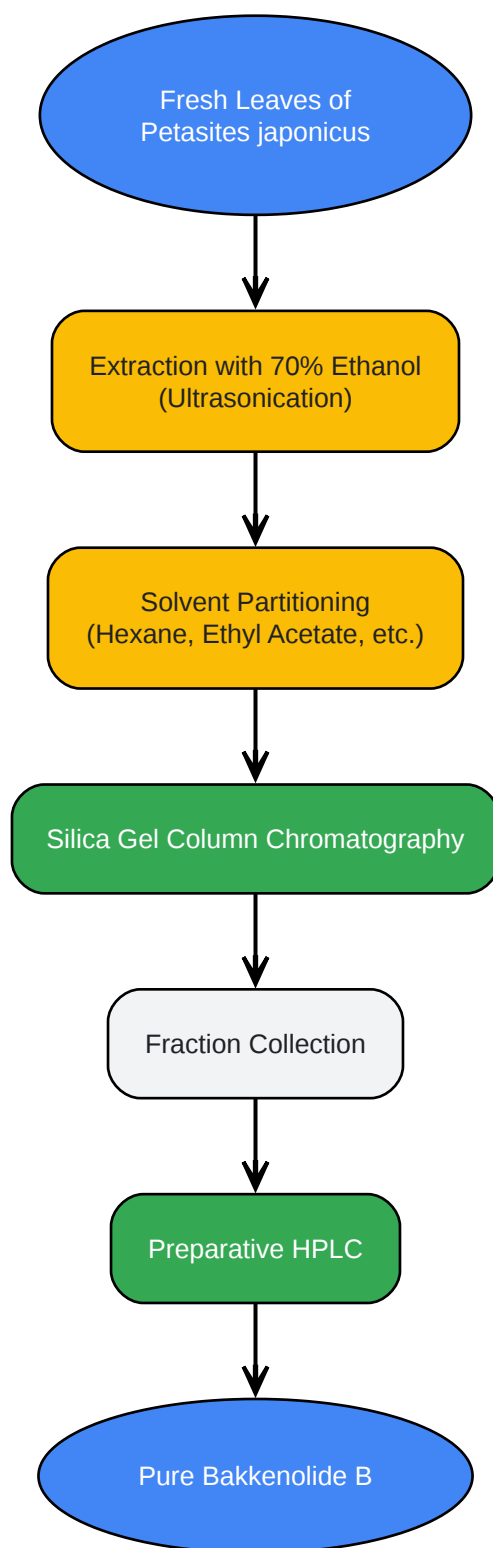 Fresh Leaves of
Petasites japonicus
Extraction with 70% Ethanol
(Ultrasonication)
Solvent Partitioning
(Hexane, Ethyl Acetate, etc.)
Silica Gel Column Chromatography
Fraction Collection
Preparative HPLC
Pure Bakkenolide B